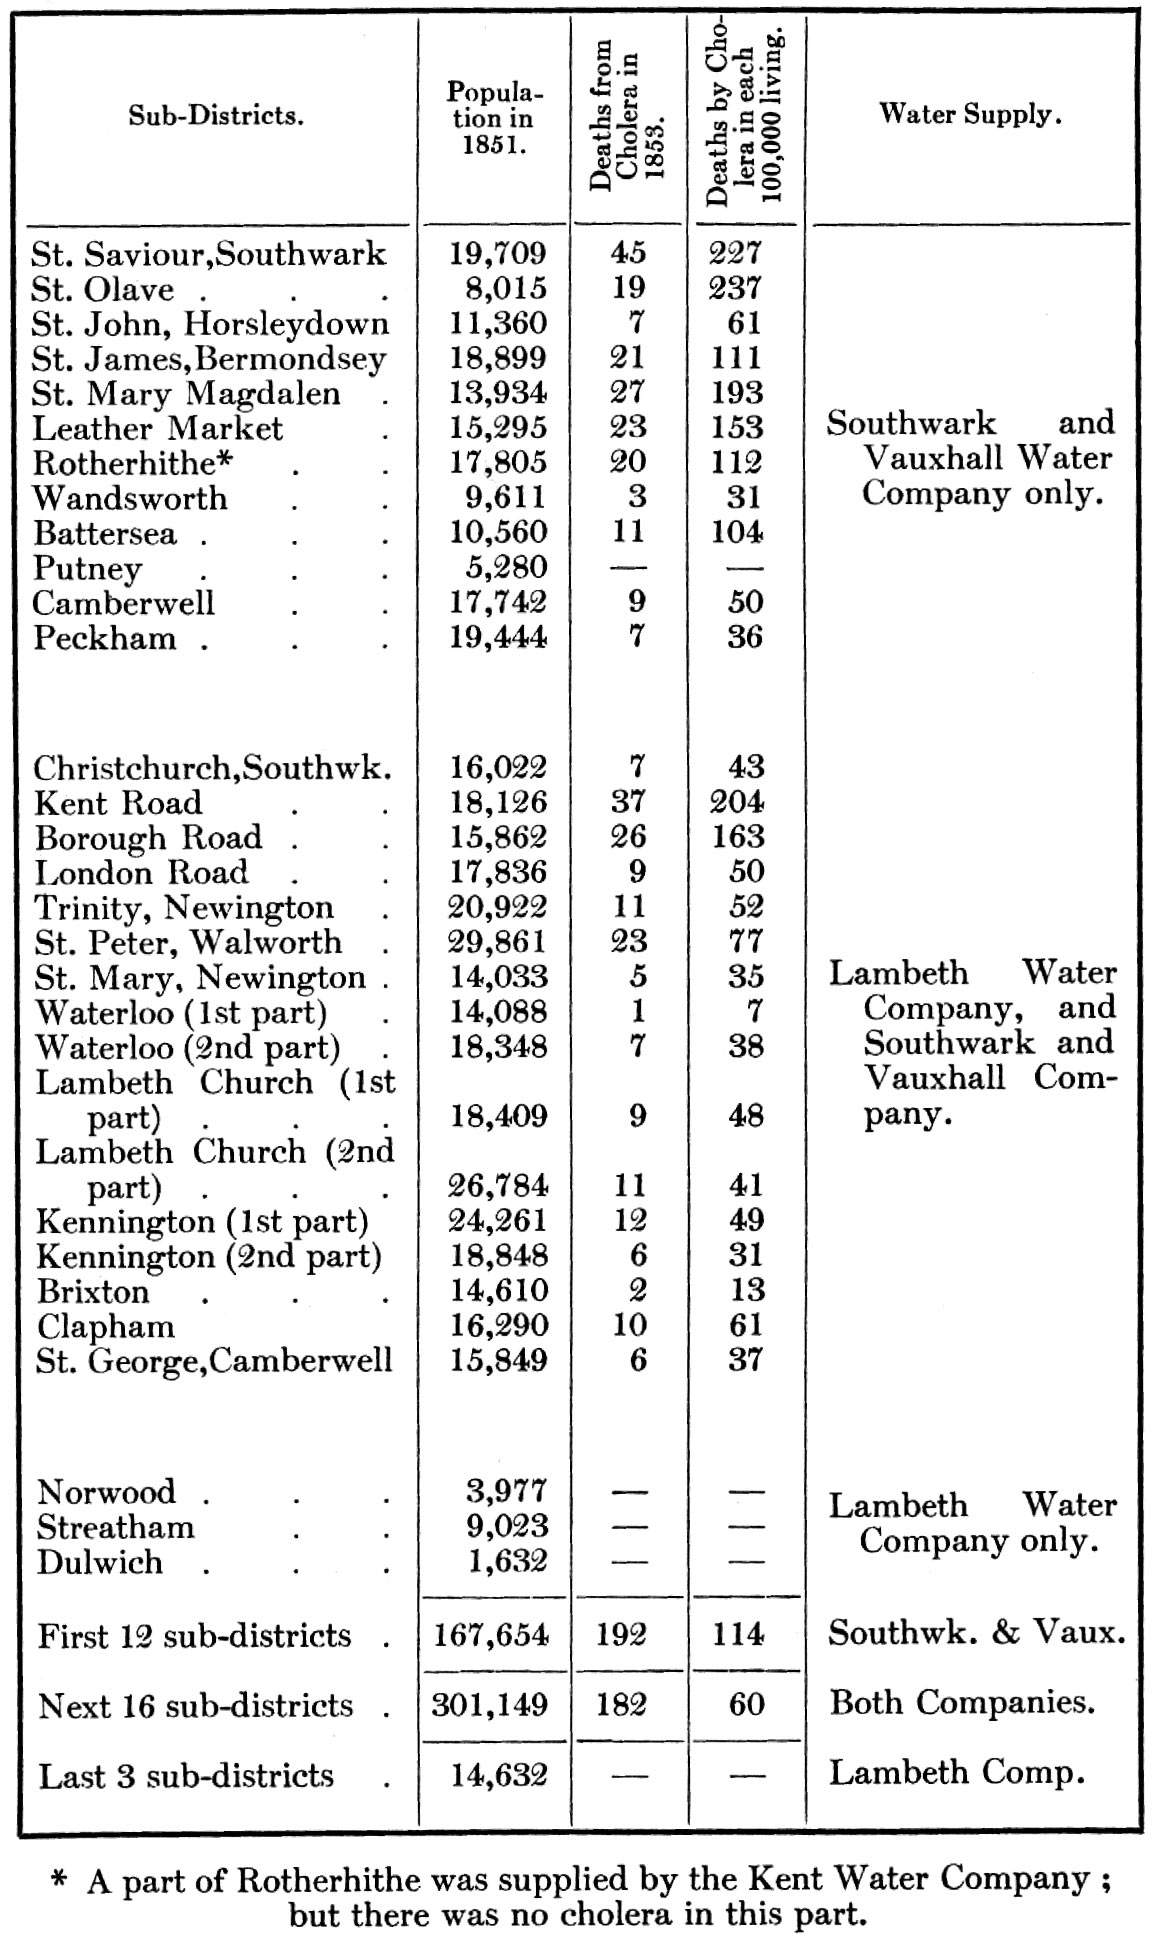 Sub-Districts. Popula-tion in 1851. Deaths from Cholera in 1853. Deaths by Cho-lera in each 100,000 living. Water Supply.
St. Saviour,Southwark 19,709 45 227
St. Olave . . . 8,015 19 237
St. John, Horsleydown 11,360 7 61
St. James,Bermondsey 18,899 21 111
St. Mary Magdalen . 13,934 27 193
Leather Market . 15,295 23 153 Southwark and
Rotherhithe* . . 17,805 20 112 Vauxhall Water
Wandsworth . . 9,611 3 31 Company only.
Battersea . . . 10,560 11 104
Putney . . . 5,280 — —
Camberwell . . 17,742 9 50
Peckham . . . 19,444 7 36
Christchurch,Southwk. 16,022 7 43
Kent Road . . 18,126 37 204
Borough Road . . 15,862 26 163
London Road . . 17,836 9 50
Trinity, Newington . 20,922 11 52
St. Peter, Walworth . 29,861 23 77
St. Mary, Newington . 14,033 5 35 Lambeth Water
Waterloo (1st part) . 14,088 1 7 Company, and
Waterloo (2nd part) . 18,348 7 38 Southwark and
Lambeth Church (1st Vauxhall Com-
part) . . . 18,409 9 48 pany.
Lambeth Church (2nd
part) . . . 26,784 11 41
Kennington (1st part) 24,261 12 49
Kennington (2nd part) 18,848 6 31
Brixton . . . 14,610 2 13
Clapham 16,290 10 61
St. George,Camberwell 15,849 6 37
Norwood . . . 3,977 — — Lambeth Water
Streatham . . 9,023 — — Company only.
Dulwich . . . 1,632 — —
First 12 sub-districts . 167,654 192 114 Southwk. & Vaux.
Next 16 sub-districts . 301,149 182 60 Both Companies.
Last 3 sub-districts . 14,632 — — Lambeth Comp.
* A part of Rotherhithe was supplied by the Kent Water Company ;
but there was no cholera in this part.